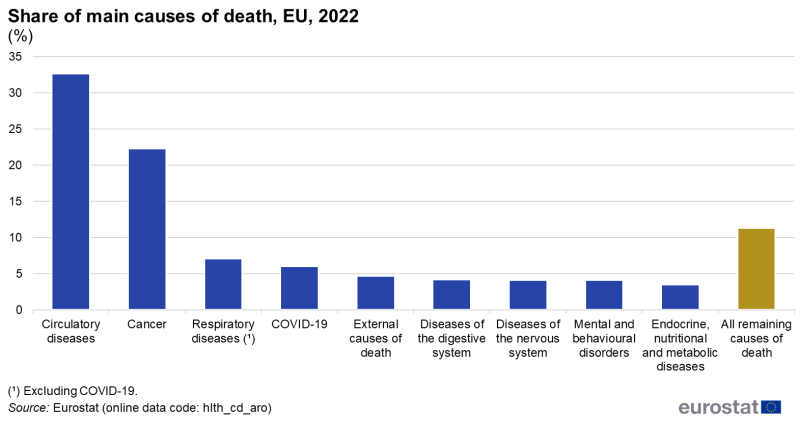 Share of main causes of death, EU, 2022
(%)
35
30
25
20
15
10
5
0
Circulatory
diseases
Cancer
Respiratory
diseases (¹)
COVID-19
External
causes of
death
Diseases of
the digestive
system
Diseases of
the nervous
system
Mental and
behavioural
disorders
Endocrine,
nutritional
and metabolic
diseases
All remaining
causes of
death
(¹) Excluding COVID-19.
Source: Eurostat (online data code: hlth_cd_aro)
eurostat